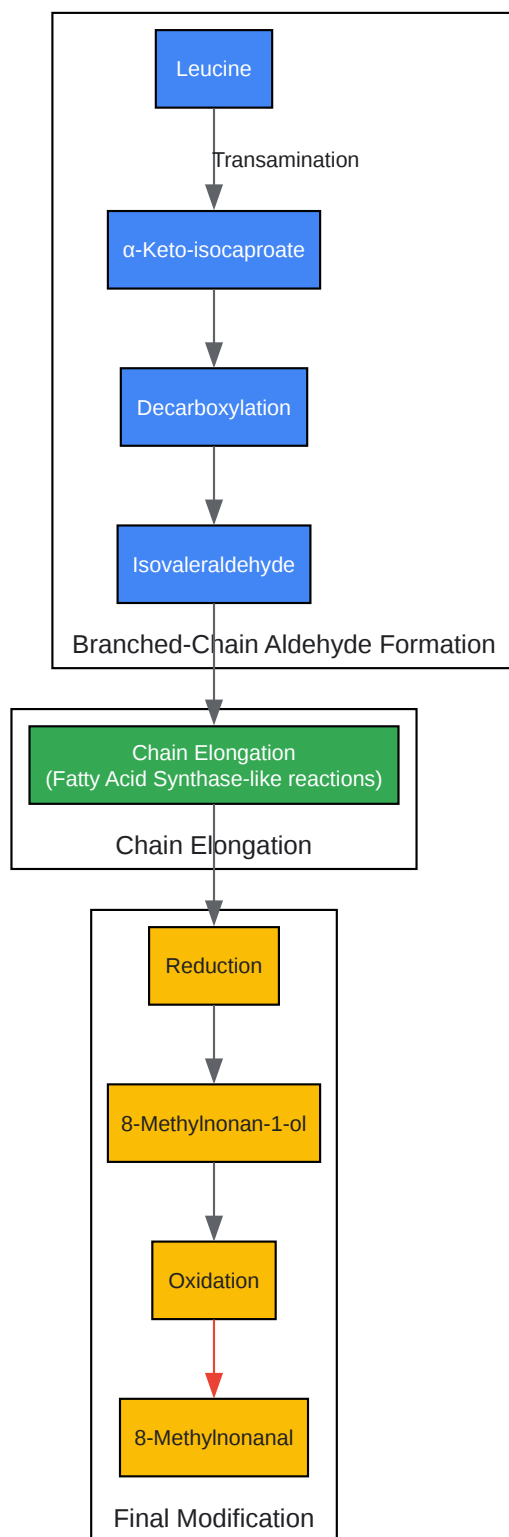 Leucine
Transamination
α-Keto-isocaproate
Decarboxylation
Isovaleraldehyde
Branched-Chain Aldehyde Formation
Chain Elongation
(Fatty Acid Synthase-like reactions)
Chain Elongation
Reduction
8-Methylnonan-1-ol
Oxidation
8-Methylnonanal
Final Modification